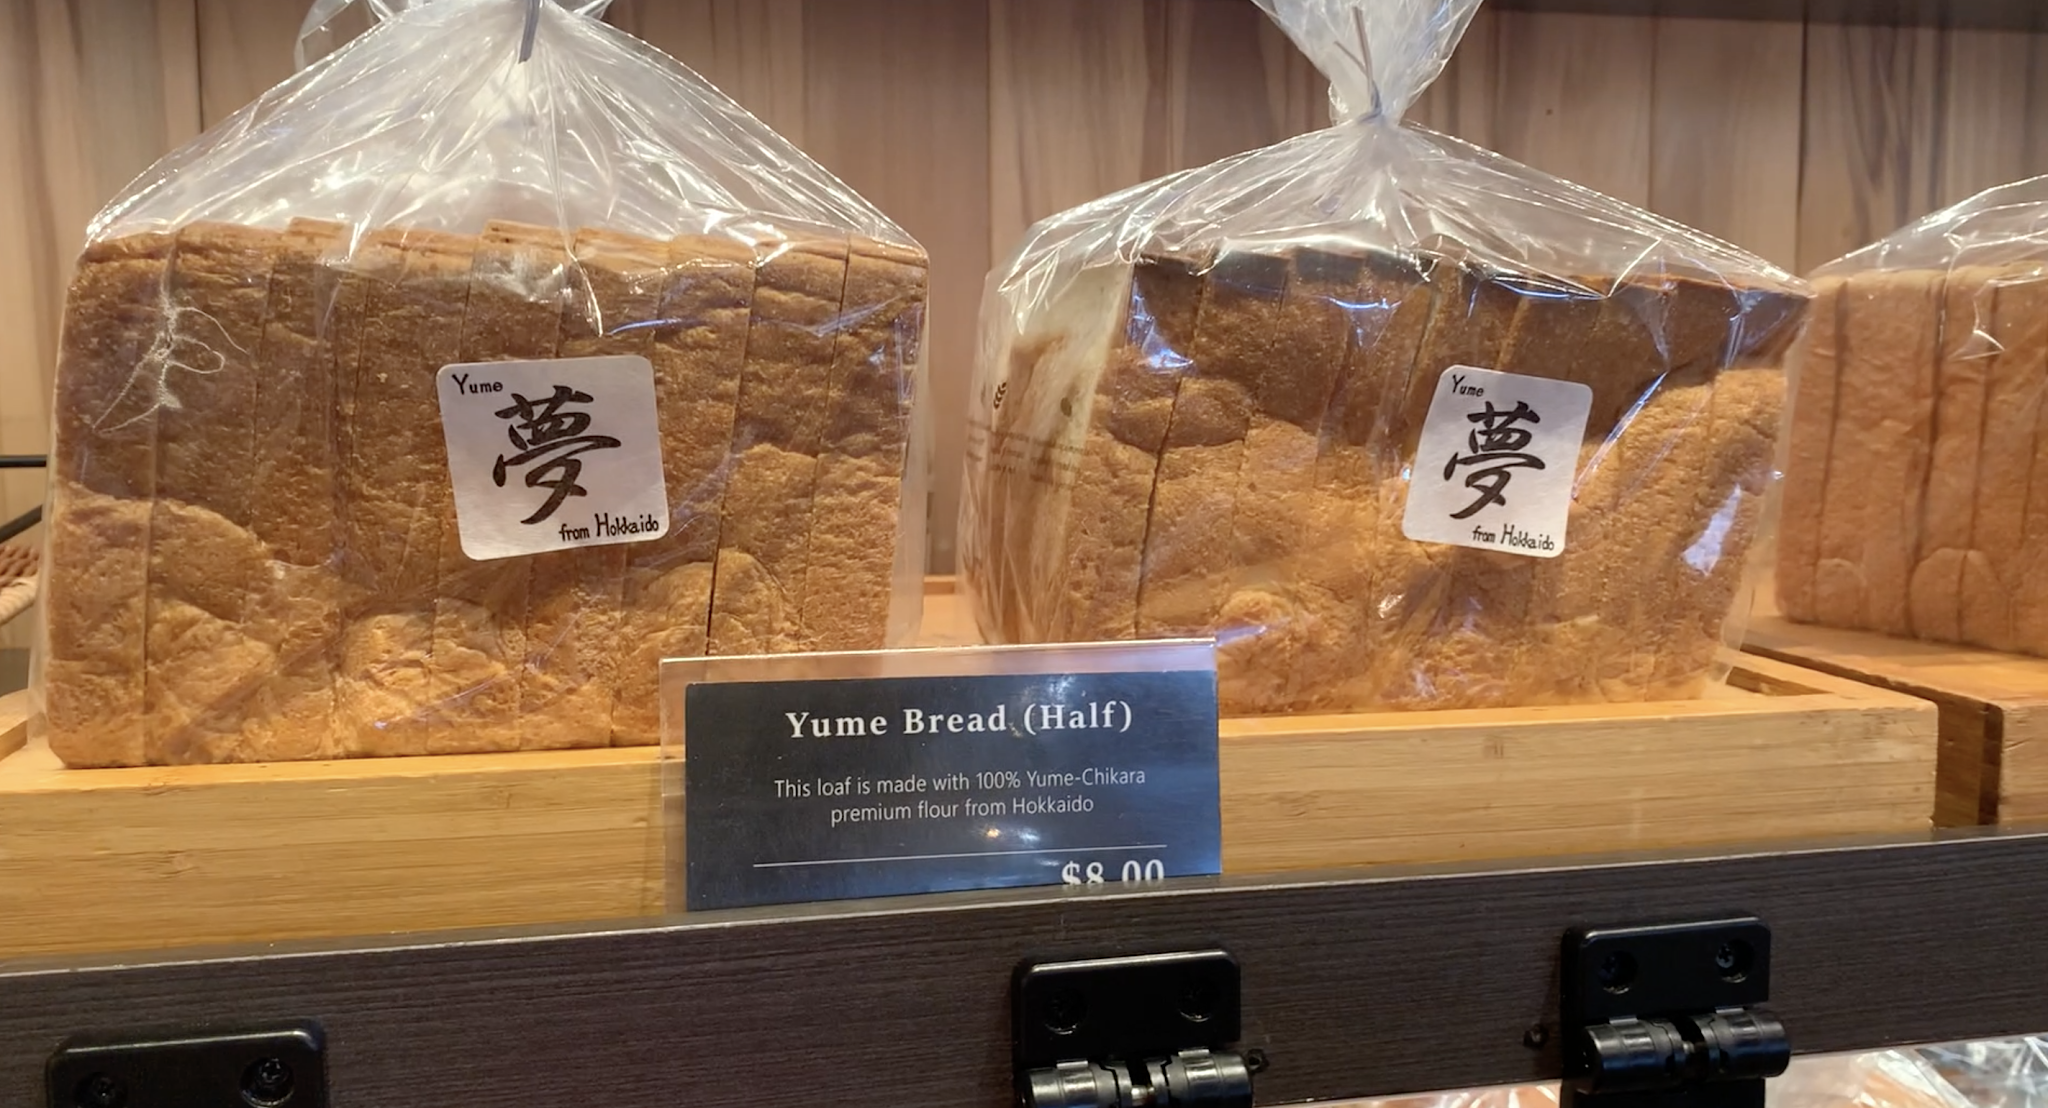 Yume
夢
from Hokkaido
Yume
夢
from Hokkaido
Yume Bread (Half)
This loaf is made with 100% Yume-Chikara
premium flour from Hokkaido
$8.00